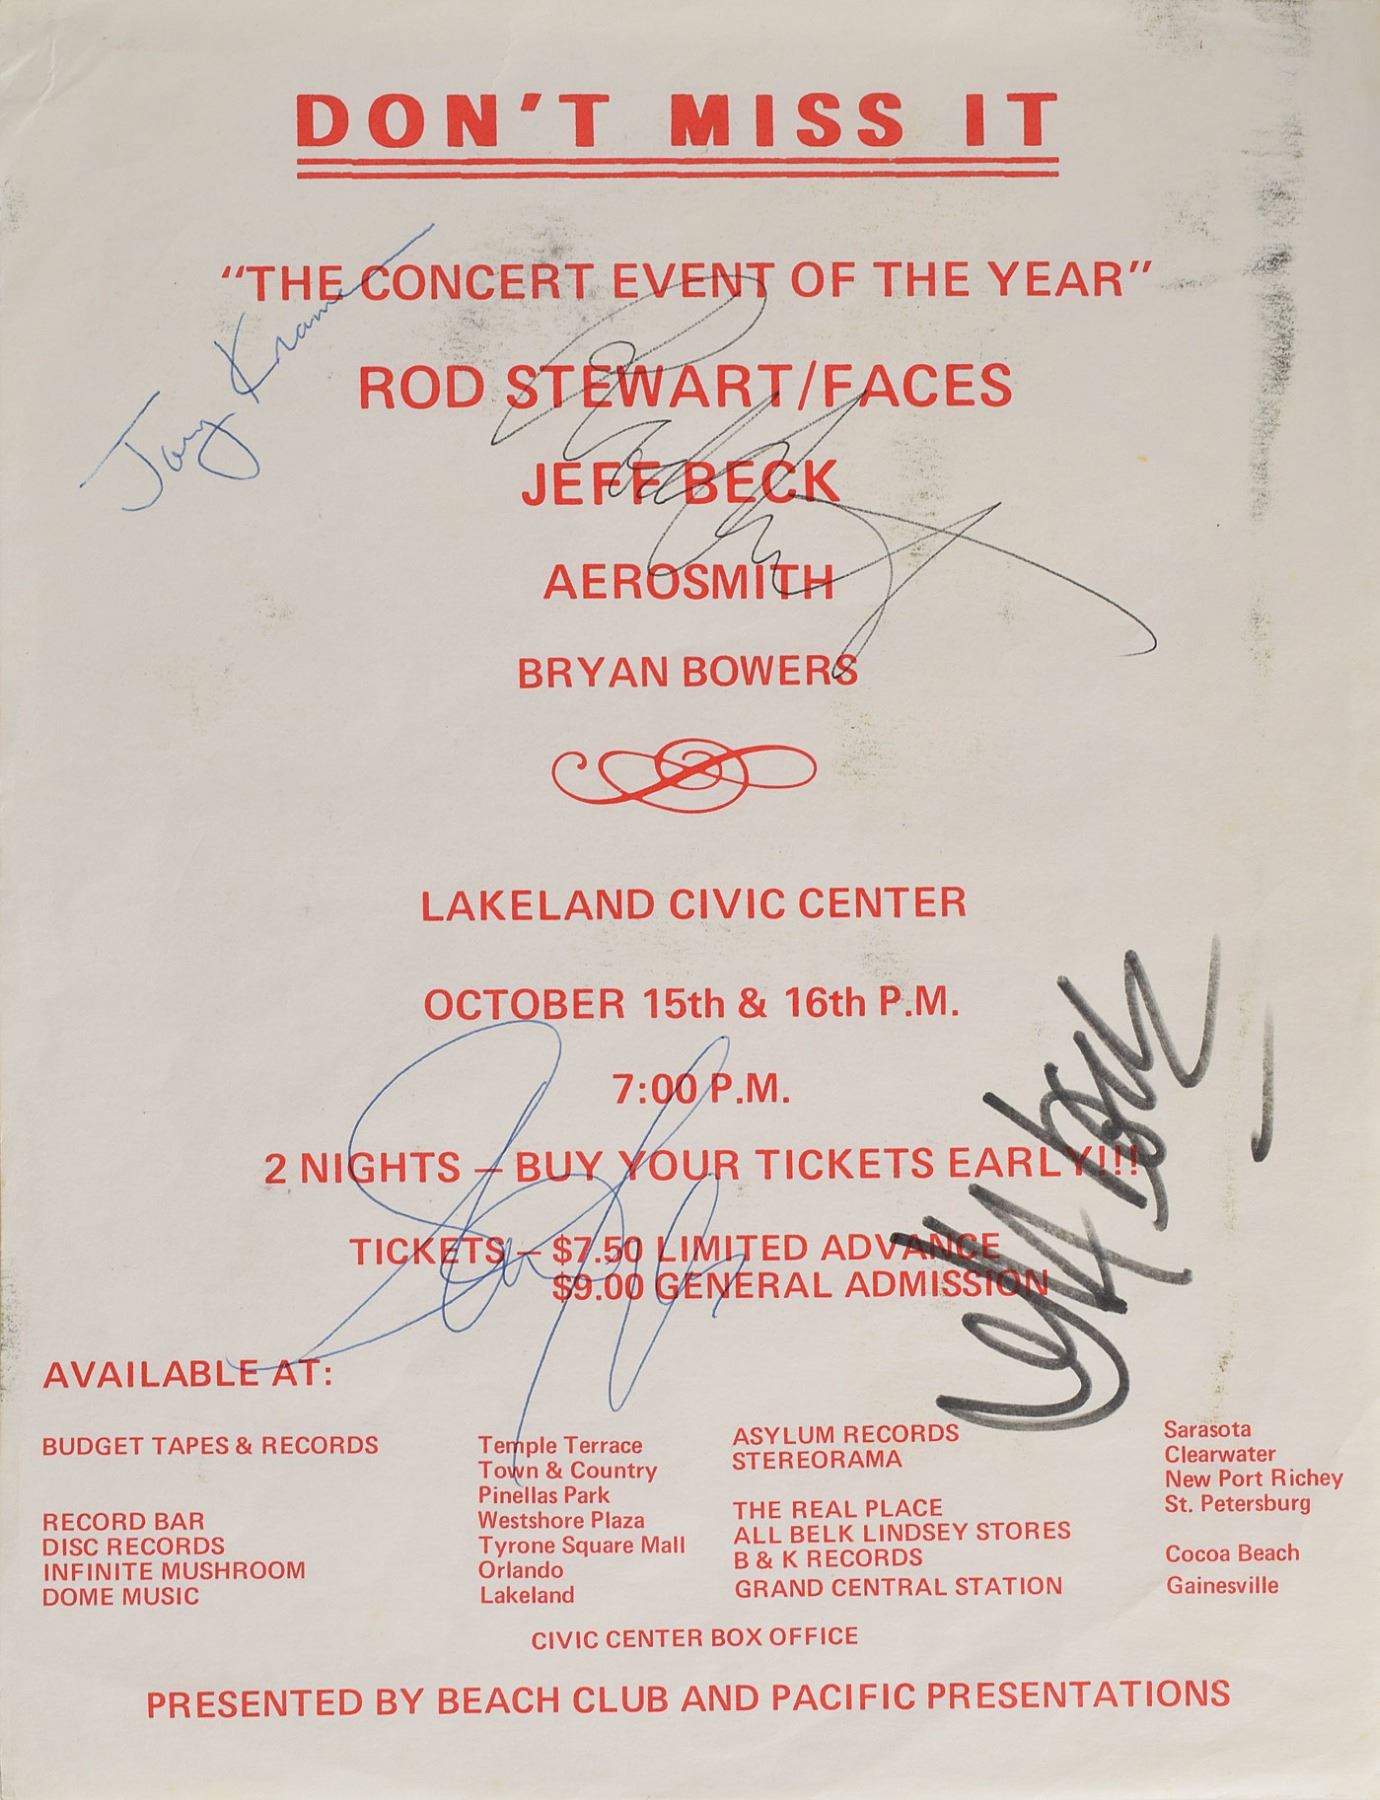 DON'T MISS IT
"THE CONCERT EVENT OF THE YEAR"
Joey Kramer
ROD STEWART/FACES
JEFF BECK
AEROSMITH
BRYAN BOWERS
LAKELAND CIVIC CENTER
OCTOBER 15th & 16th P.M.
7:00 P.M.
2 NIGHTS – BUY YOUR TICKETS EARLY!!!
TICKETS – $7.50 LIMITED ADVANCE
$9.00 GENERAL ADMISSION
Jeff Beck
AVAILABLE AT:
BUDGET TAPES & RECORDS
RECORD BAR
DISC RECORDS
INFINITE MUSHROOM
DOME MUSIC
Temple Terrace
Town & Country
Pinellas Park
Westshore Plaza
Tyrone Square Mall
Orlando
Lakeland
ASYLUM RECORDS
STEREORAMA
THE REAL PLACE
ALL BELK LINDSEY STORES
B & K RECORDS
GRAND CENTRAL STATION
Sarasota
Clearwater
New Port Richey
St. Petersburg
Cocoa Beach
Gainesville
CIVIC CENTER BOX OFFICE
PRESENTED BY BEACH CLUB AND PACIFIC PRESENTATIONS